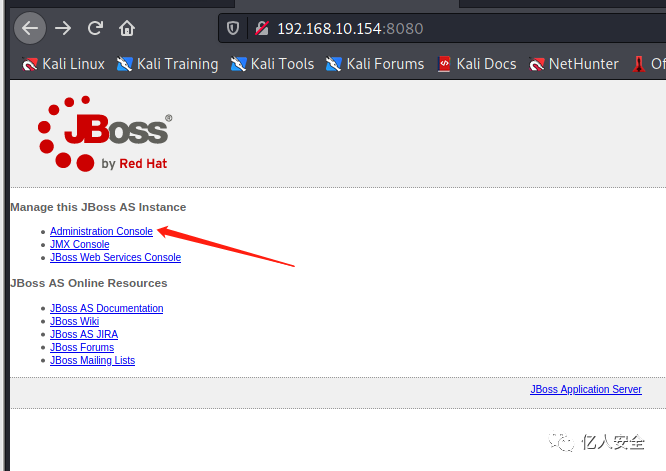 192.168.10.154:8080
Kali Linux Kali Training Kali Tools Kali Forums Kali Docs NetHunter Of
JBoss®
by Red Hat
Manage this JBoss AS Instance
Administration Console
JMX Console
JBoss Web Services Console
JBoss AS Online Resources
JBoss AS Documentation
JBoss Wiki
JBoss AS JIRA
JBoss Forums
JBoss Mailing Lists
JBoss Application Server
亿人安全